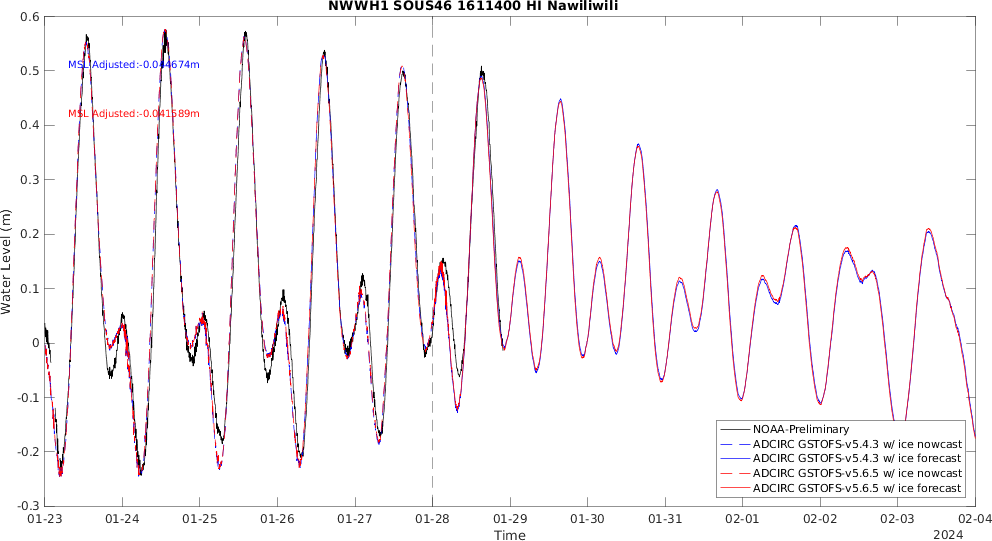 NWWH1 SOUS46 1611400 HI Nawiliwili
MSL Adjusted:-0.044674m
MSL Adjusted:-0.041589m
Water Level (m)
0.6
0.5
0.4
0.3
0.2
0.1
0
-0.1
-0.2
-0.3
NOAA-Preliminary
ADCIRC GSTOFS-v5.4.3 w/ ice nowcast
ADCIRC GSTOFS-v5.4.3 w/ ice forecast
ADCIRC GSTOFS-v5.6.5 w/ ice nowcast
ADCIRC GSTOFS-v5.6.5 w/ ice forecast
01-23 01-24 01-25 01-26 01-27 01-28 01-29 01-30 01-31 02-01 02-02 02-03 02-04
Time
2024